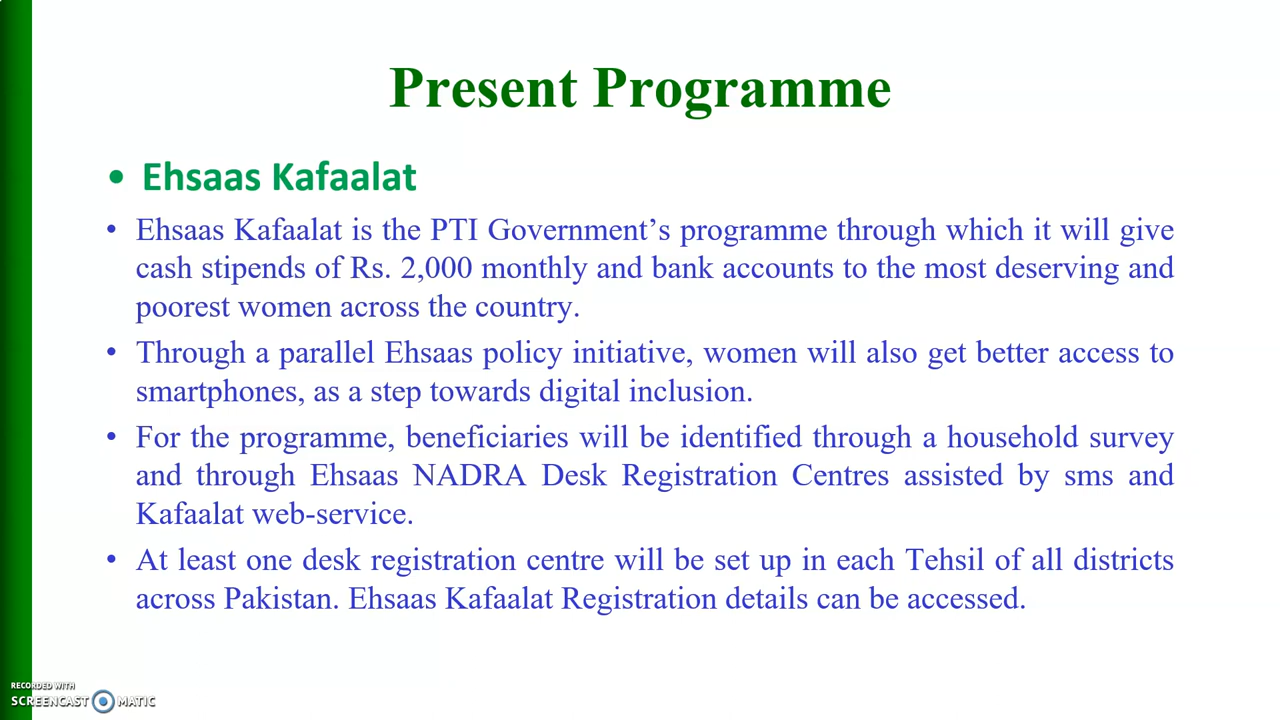 Present Programme
• Ehsaas Kafaalat
• Ehsaas Kafaalat is the PTI Government’s programme through which it will give
cash stipends of Rs. 2,000 monthly and bank accounts to the most deserving and
poorest women across the country.
• Through a parallel Ehsaas policy initiative, women will also get better access to
smartphones, as a step towards digital inclusion.
• For the programme, beneficiaries will be identified through a household survey
and through Ehsaas NADRA Desk Registration Centres assisted by sms and
Kafaalat web-service.
• At least one desk registration centre will be set up in each Tehsil of all districts
across Pakistan. Ehsaas Kafaalat Registration details can be accessed.
RECORDED WITH
SCREENCAST MATIC